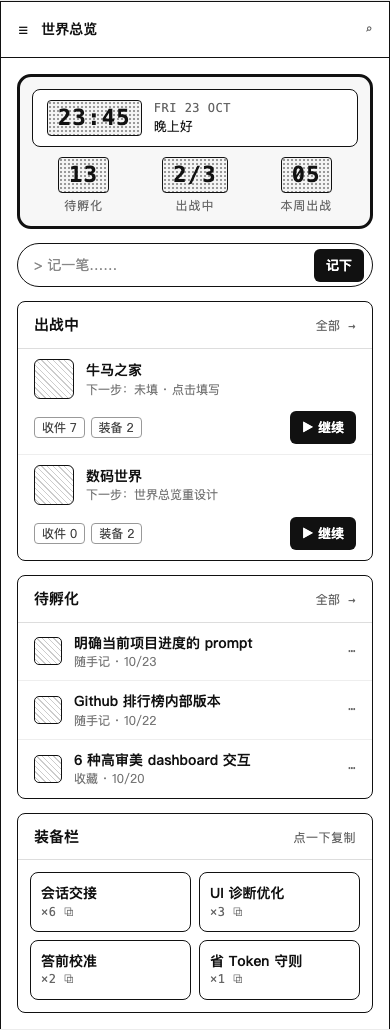 ≡ 世界总览 ⌕
23:45
FRI 23 OCT
晚上好
13 2/3 05
待孵化 出战中 本周出战
> 记一笔…… 记下
出战中 全部 →
牛马之家
下一步: 未填 · 点击填写
收件 7 装备 2 ▶ 继续
数码世界
下一步: 世界总览重设计
收件 0 装备 2 ▶ 继续
待孵化 全部 →
明确当前项目进度的 prompt
随手记 · 10/23
⋯
Github 排行榜内部版本
随手记 · 10/22
⋯
6 种高审美 dashboard 交互
收藏 · 10/20
⋯
装备栏 点一下复制
会话交接
×6 ⧉
UI 诊断优化
×3 ⧉
答前校准
×2 ⧉
省 Token 守则
×1 ⧉